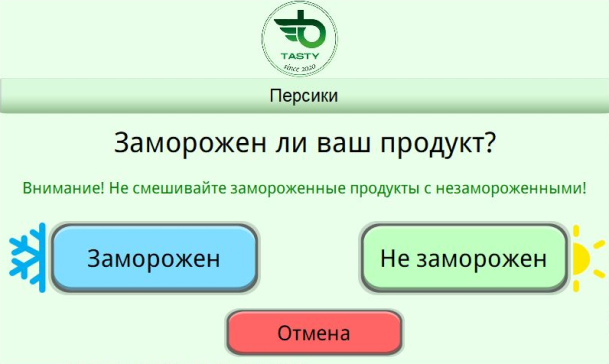 TASTY
since 2020
Персики
Заморожен ли ваш продукт?
Внимание! Не смешивайте замороженные продукты с незамороженными!
Заморожен
Не заморожен
Отмена